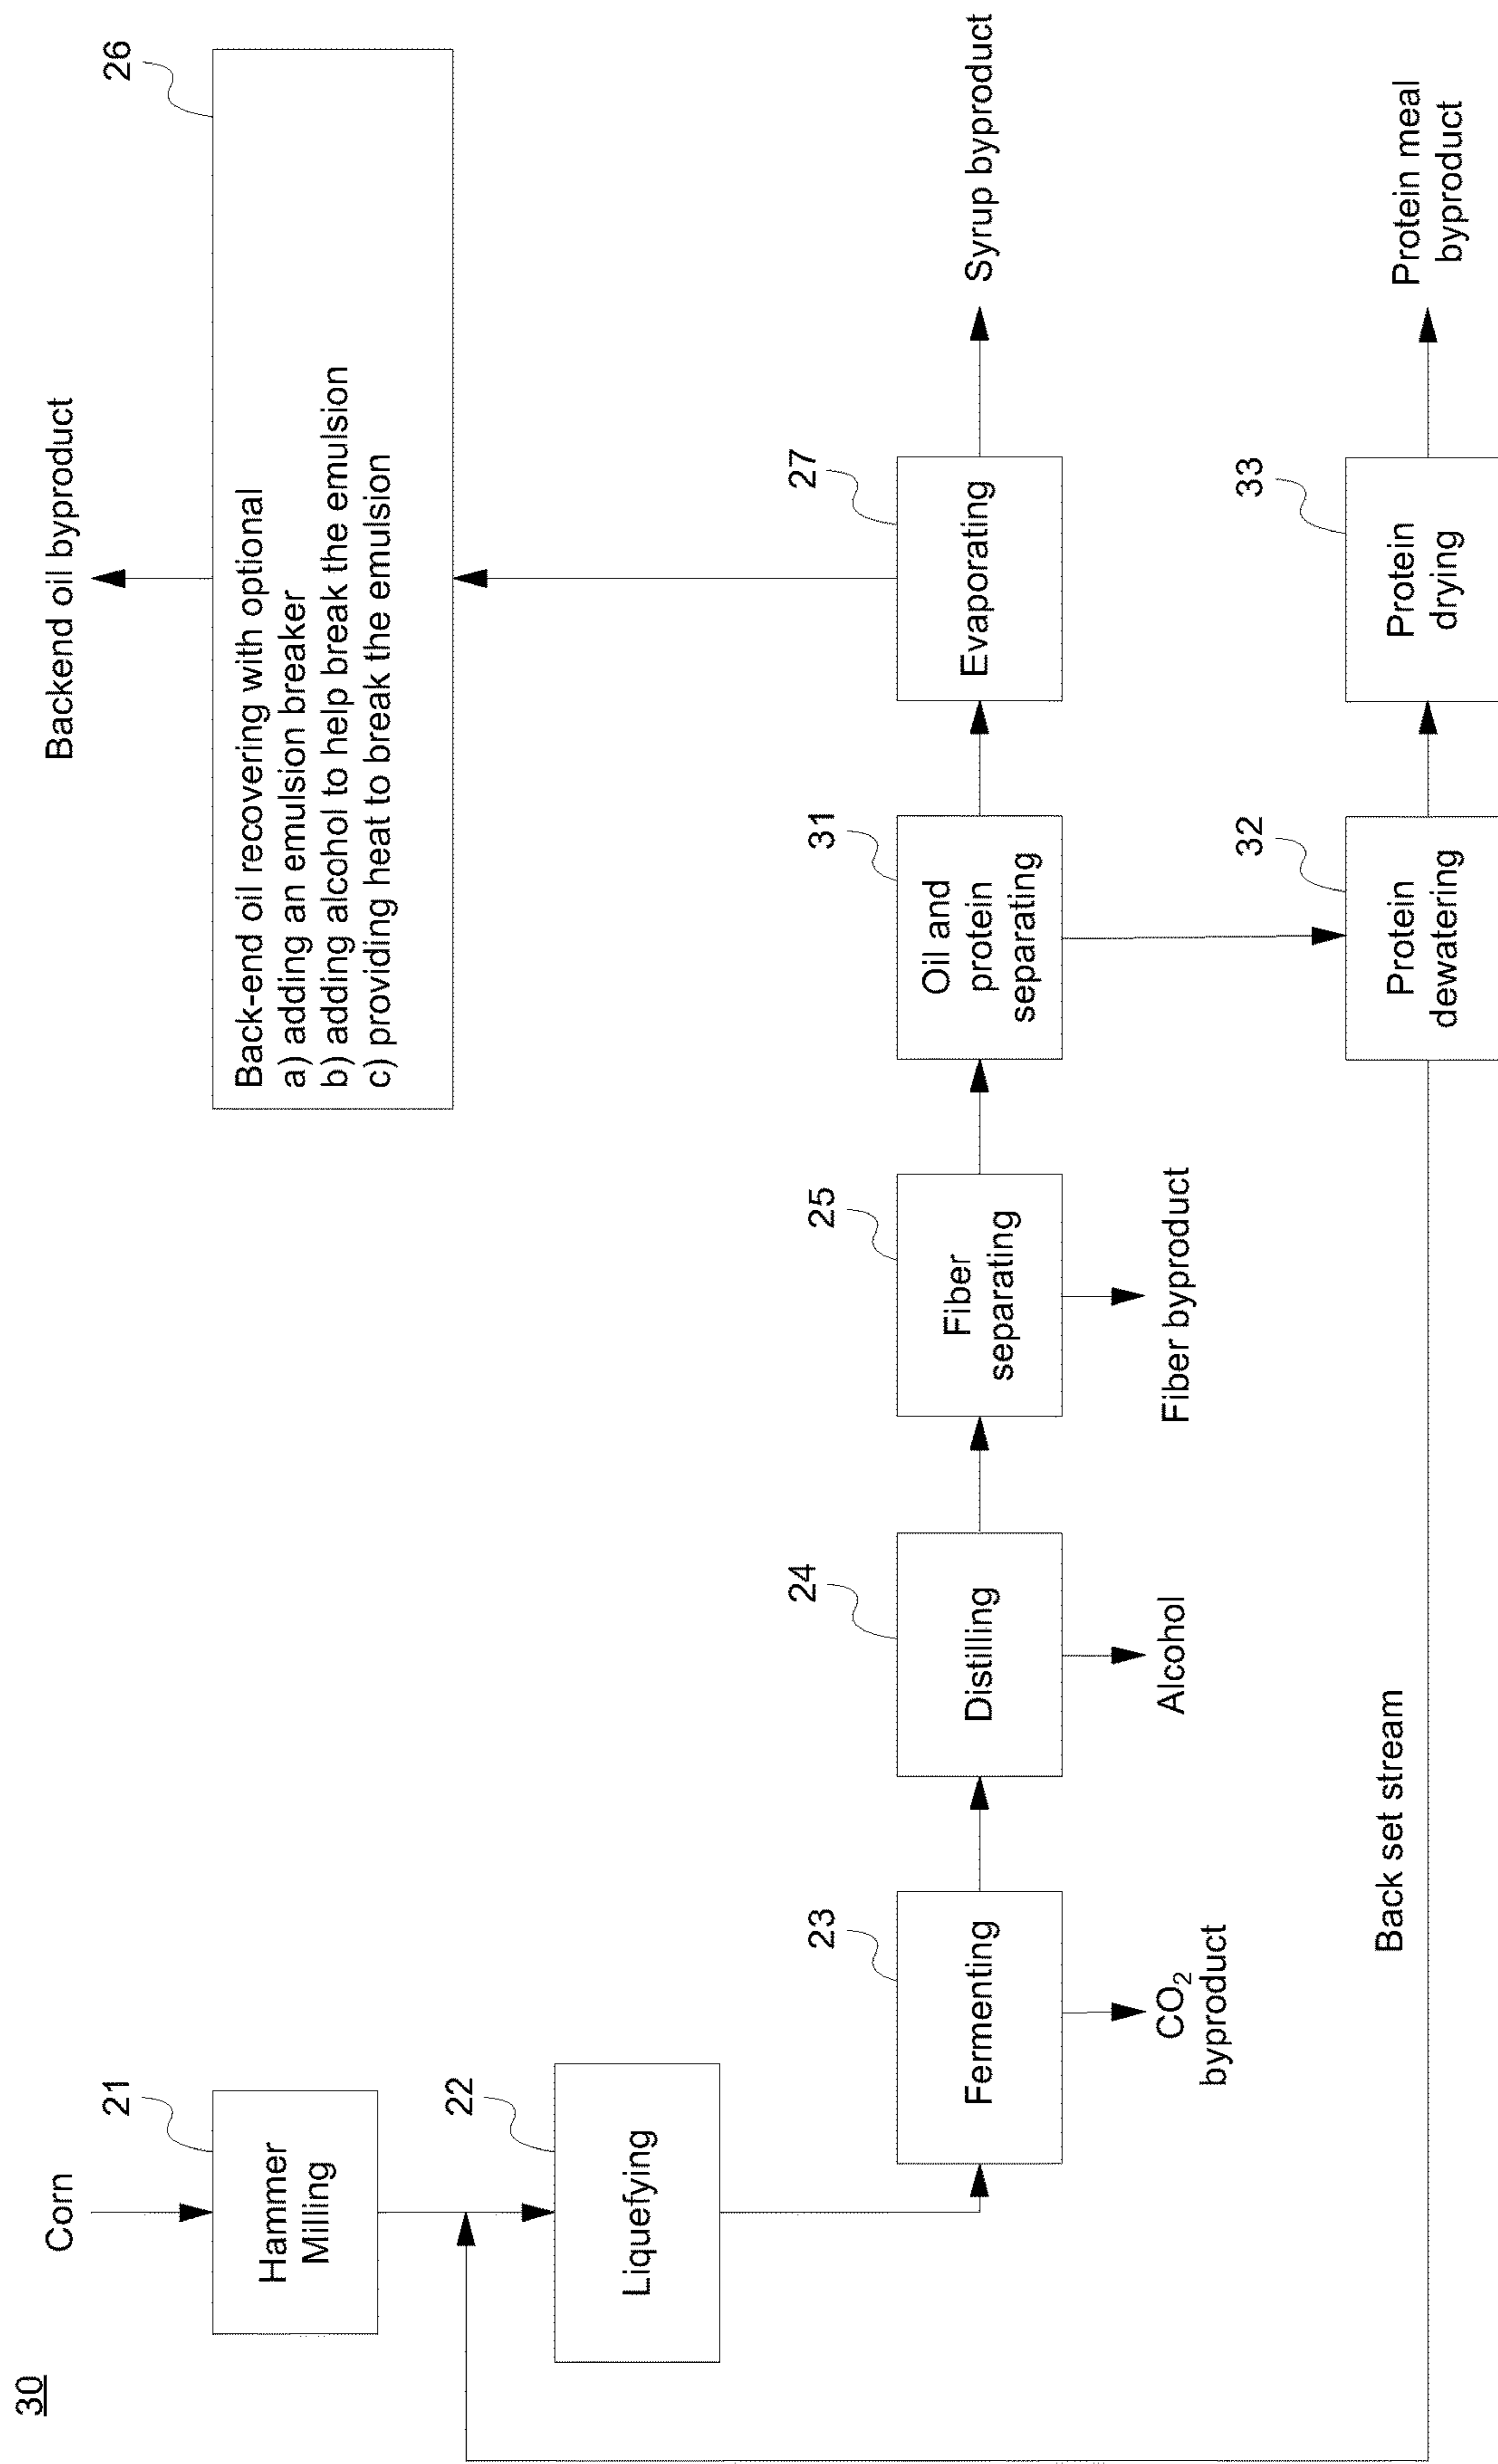 30
Corn
21
Hammer
Milling
22
Liquefying
23
Fermenting
CO2
byproduct
24
Distilling
Alcohol
25
Fiber
separating
Fiber byproduct
31
Oil and
protein
separating
27
Evaporating
Syrup byproduct
26
Back-end oil recovering with optional
a) adding an emulsion breaker
b) adding alcohol to help break the emulsion
c) providing heat to break the emulsion
Backend oil byproduct
32
Protein
dewatering
33
Protein
drying
Protein meal
byproduct
Back set stream